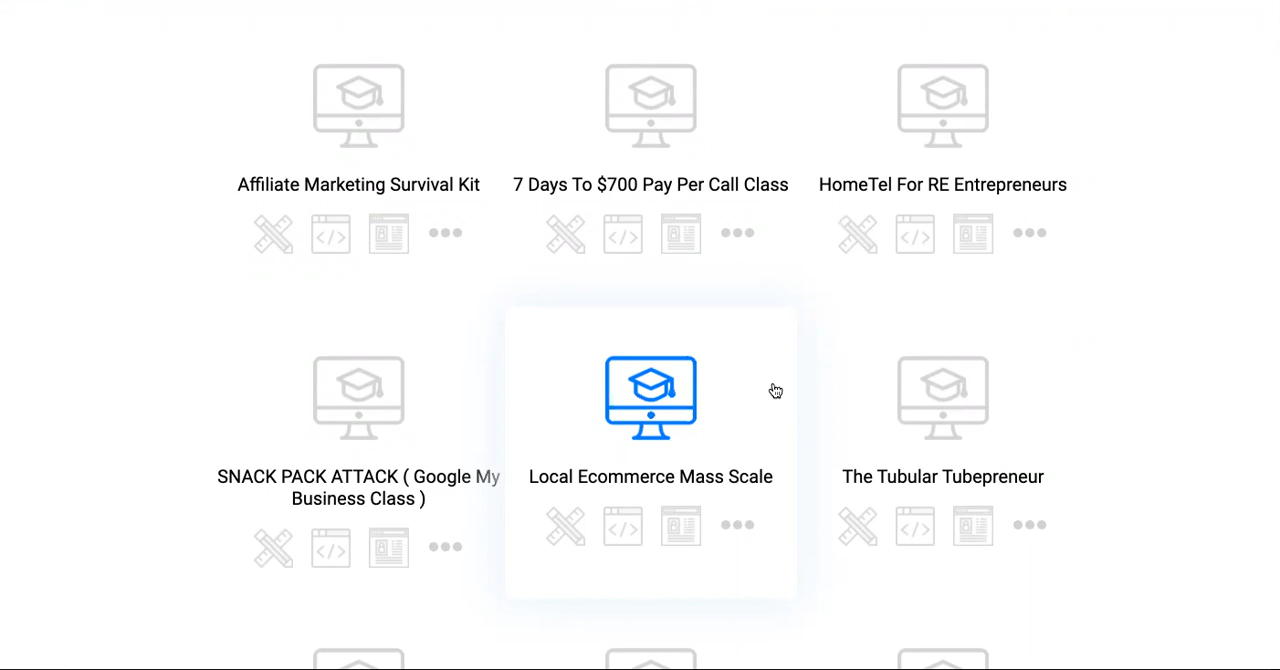 Affiliate Marketing Survival Kit
7 Days To $700 Pay Per Call Class
HomeTel For RE Entrepreneurs
SNACK PACK ATTACK ( Google My
Business Class )
Local Ecommerce Mass Scale
The Tubular Tubepreneur